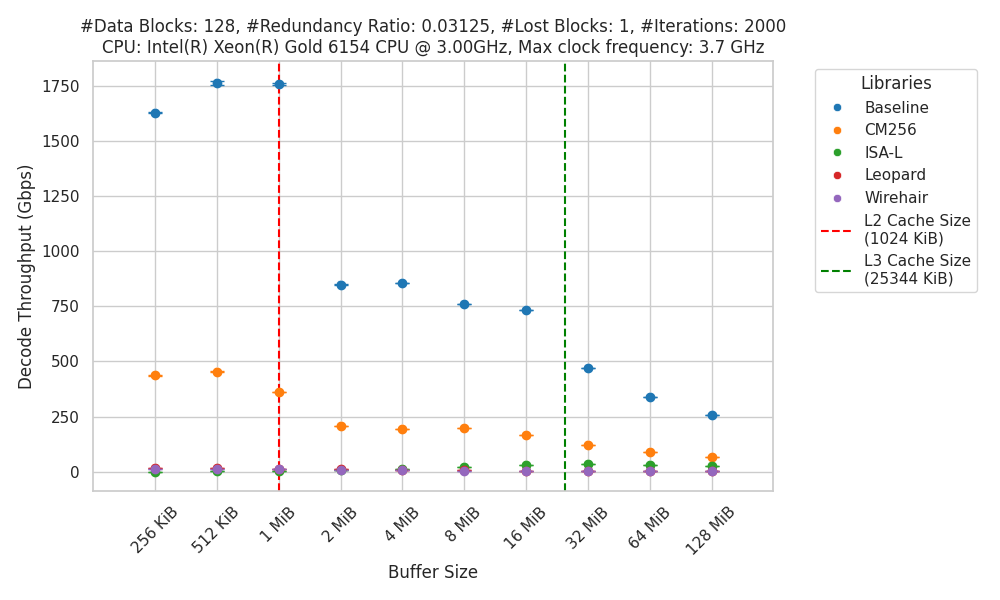 #Data Blocks: 128, #Redundancy Ratio: 0.03125, #Lost Blocks: 1, #Iterations: 2000
CPU: Intel(R) Xeon(R) Gold 6154 CPU @ 3.00GHz, Max clock frequency: 3.7 GHz
Decode Throughput (Gbps)
1750
1500
1250
1000
750
500
250
0
256 KiB
512 KiB
1 MiB
2 MiB
4 MiB
8 MiB
16 MiB
32 MiB
64 MiB
128 MiB
Buffer Size
Libraries
Baseline
CM256
ISA-L
Leopard
Wirehair
L2 Cache Size
(1024 KiB)
L3 Cache Size
(25344 KiB)